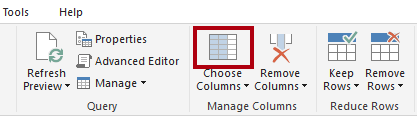 Tools Help
Properties
Advanced Editor
Refresh Preview Manage
Choose Columns Remove Columns
Keep Rows Remove Rows
Query Manage Columns Reduce Rows